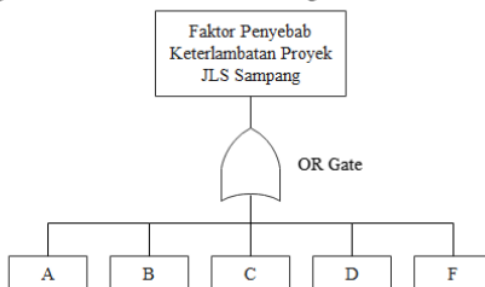 Faktor Penyebab
Keterlambatan Proyek
JLS Sampang
OR Gate
A B C D F